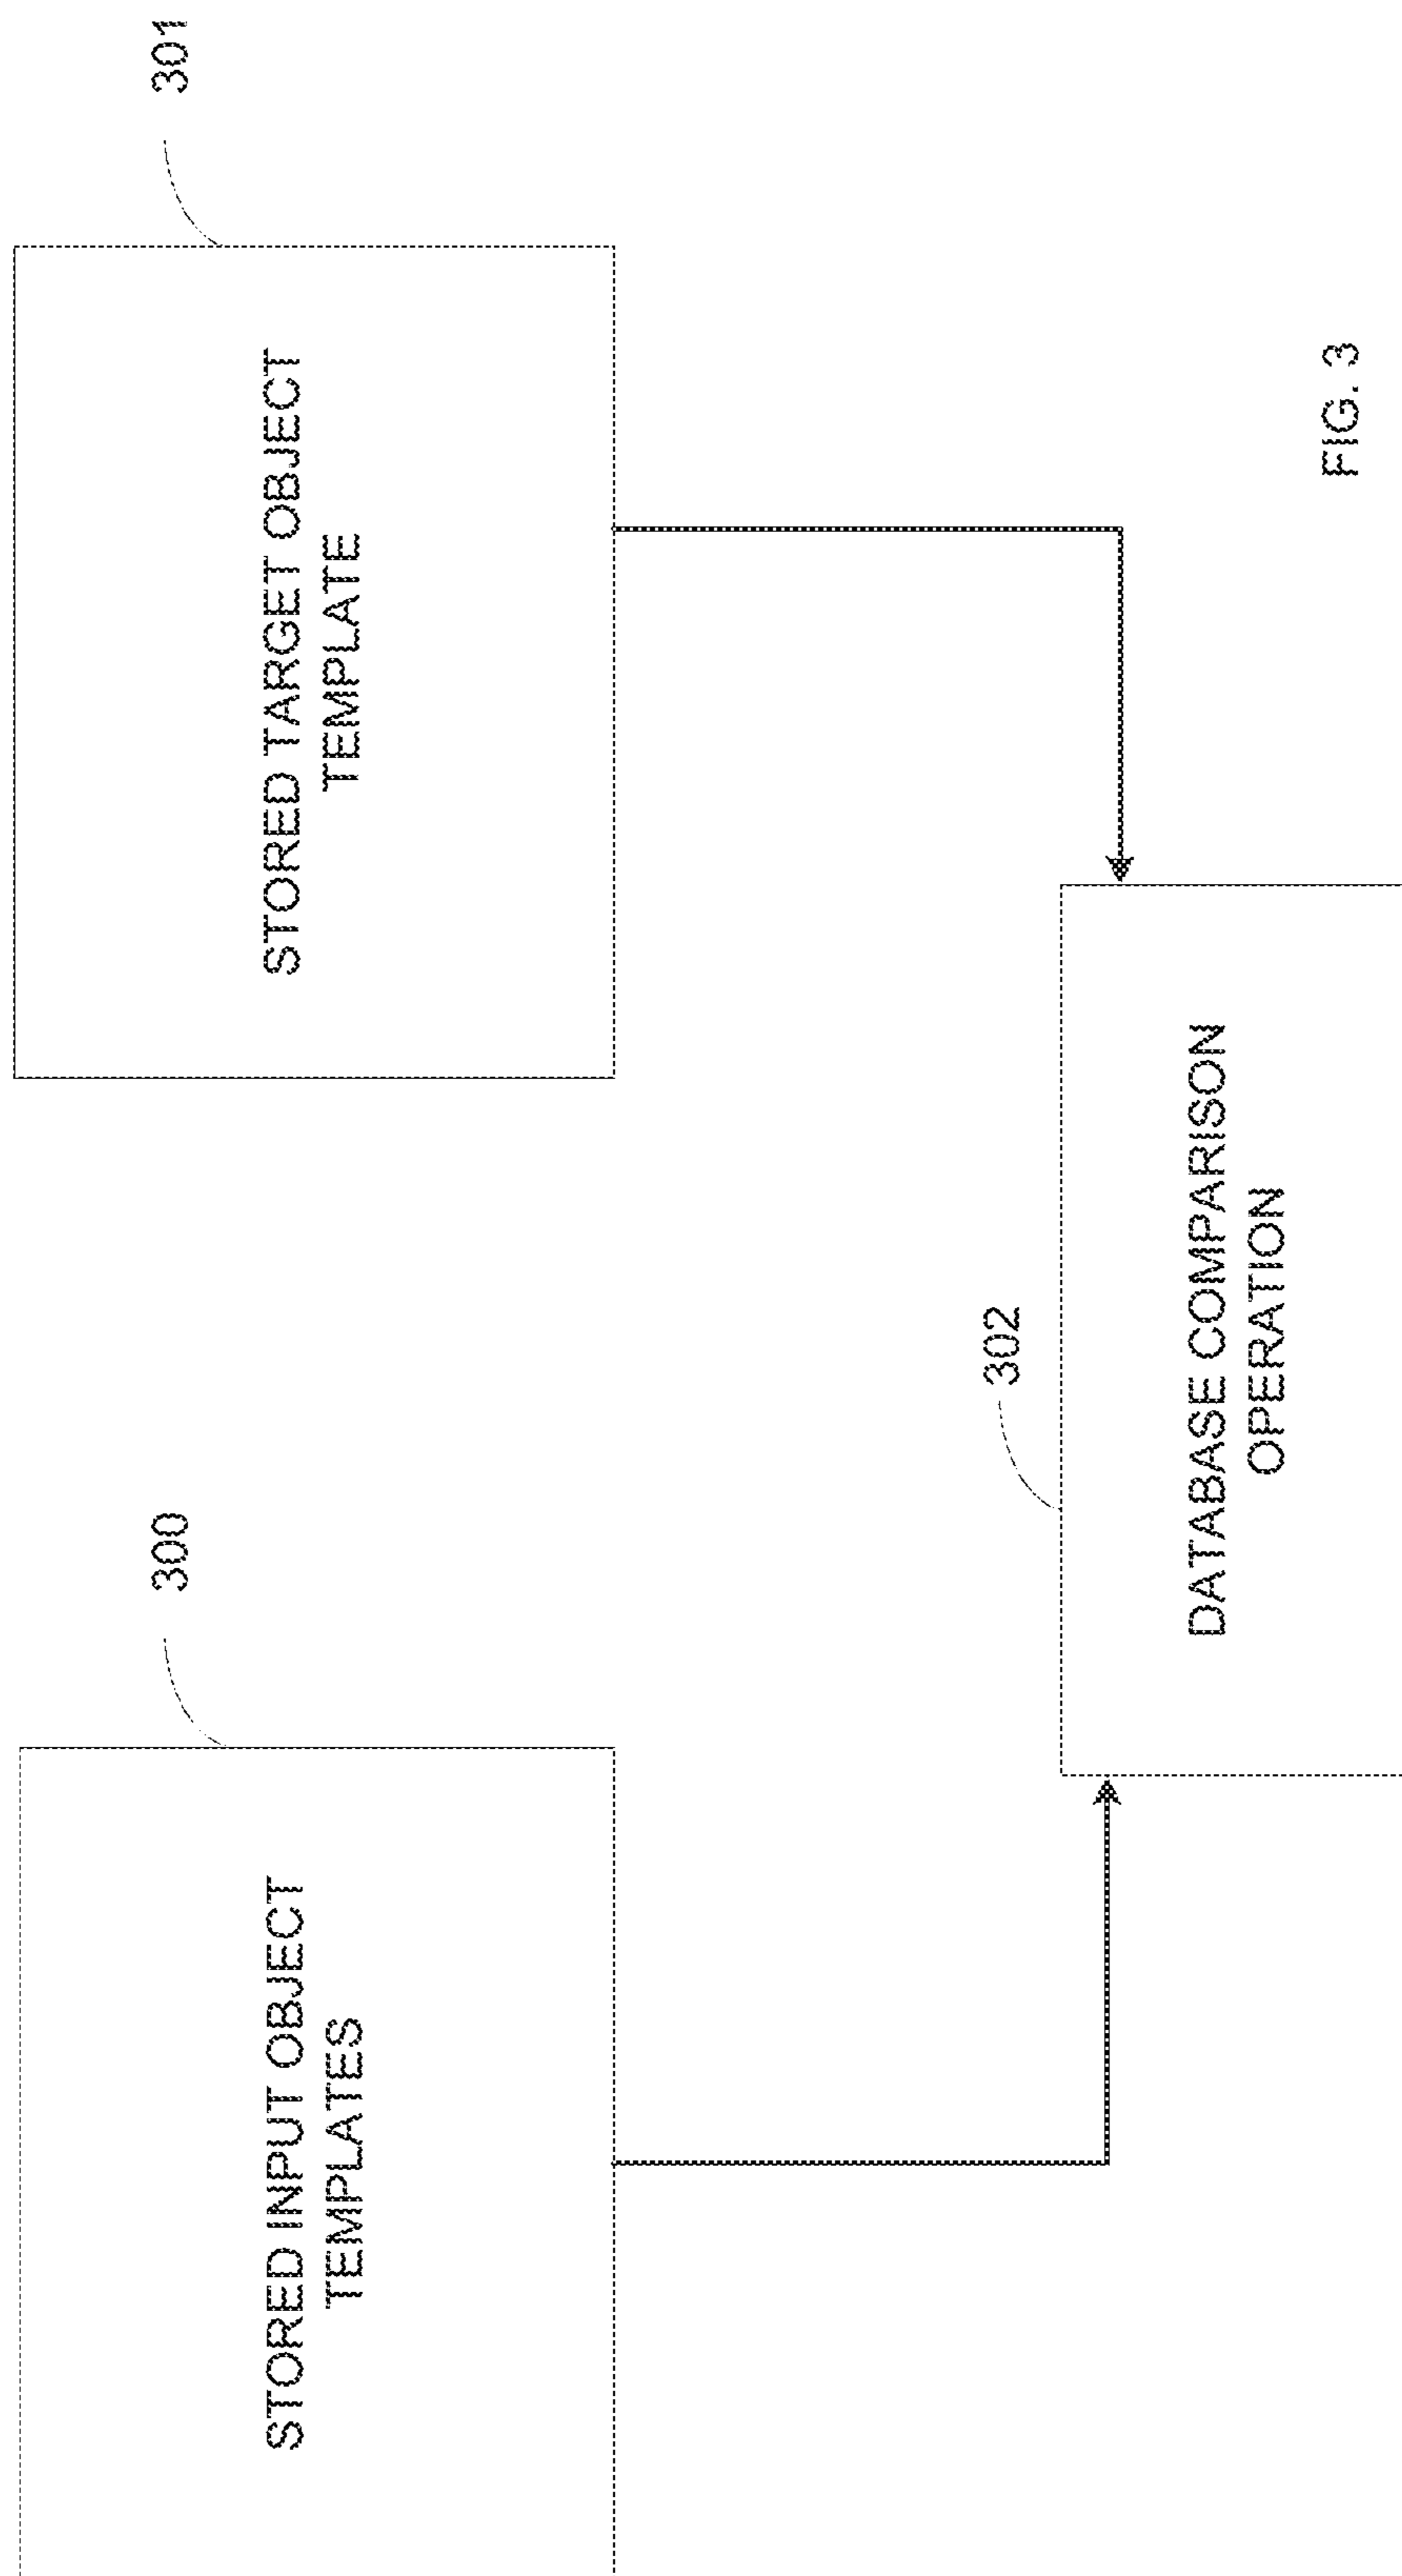 300
STORED INPUT OBJECT
TEMPLATES
301
STORED TARGET OBJECT
TEMPLATE
302
DATABASE COMPARISON
OPERATION
FIG. 3